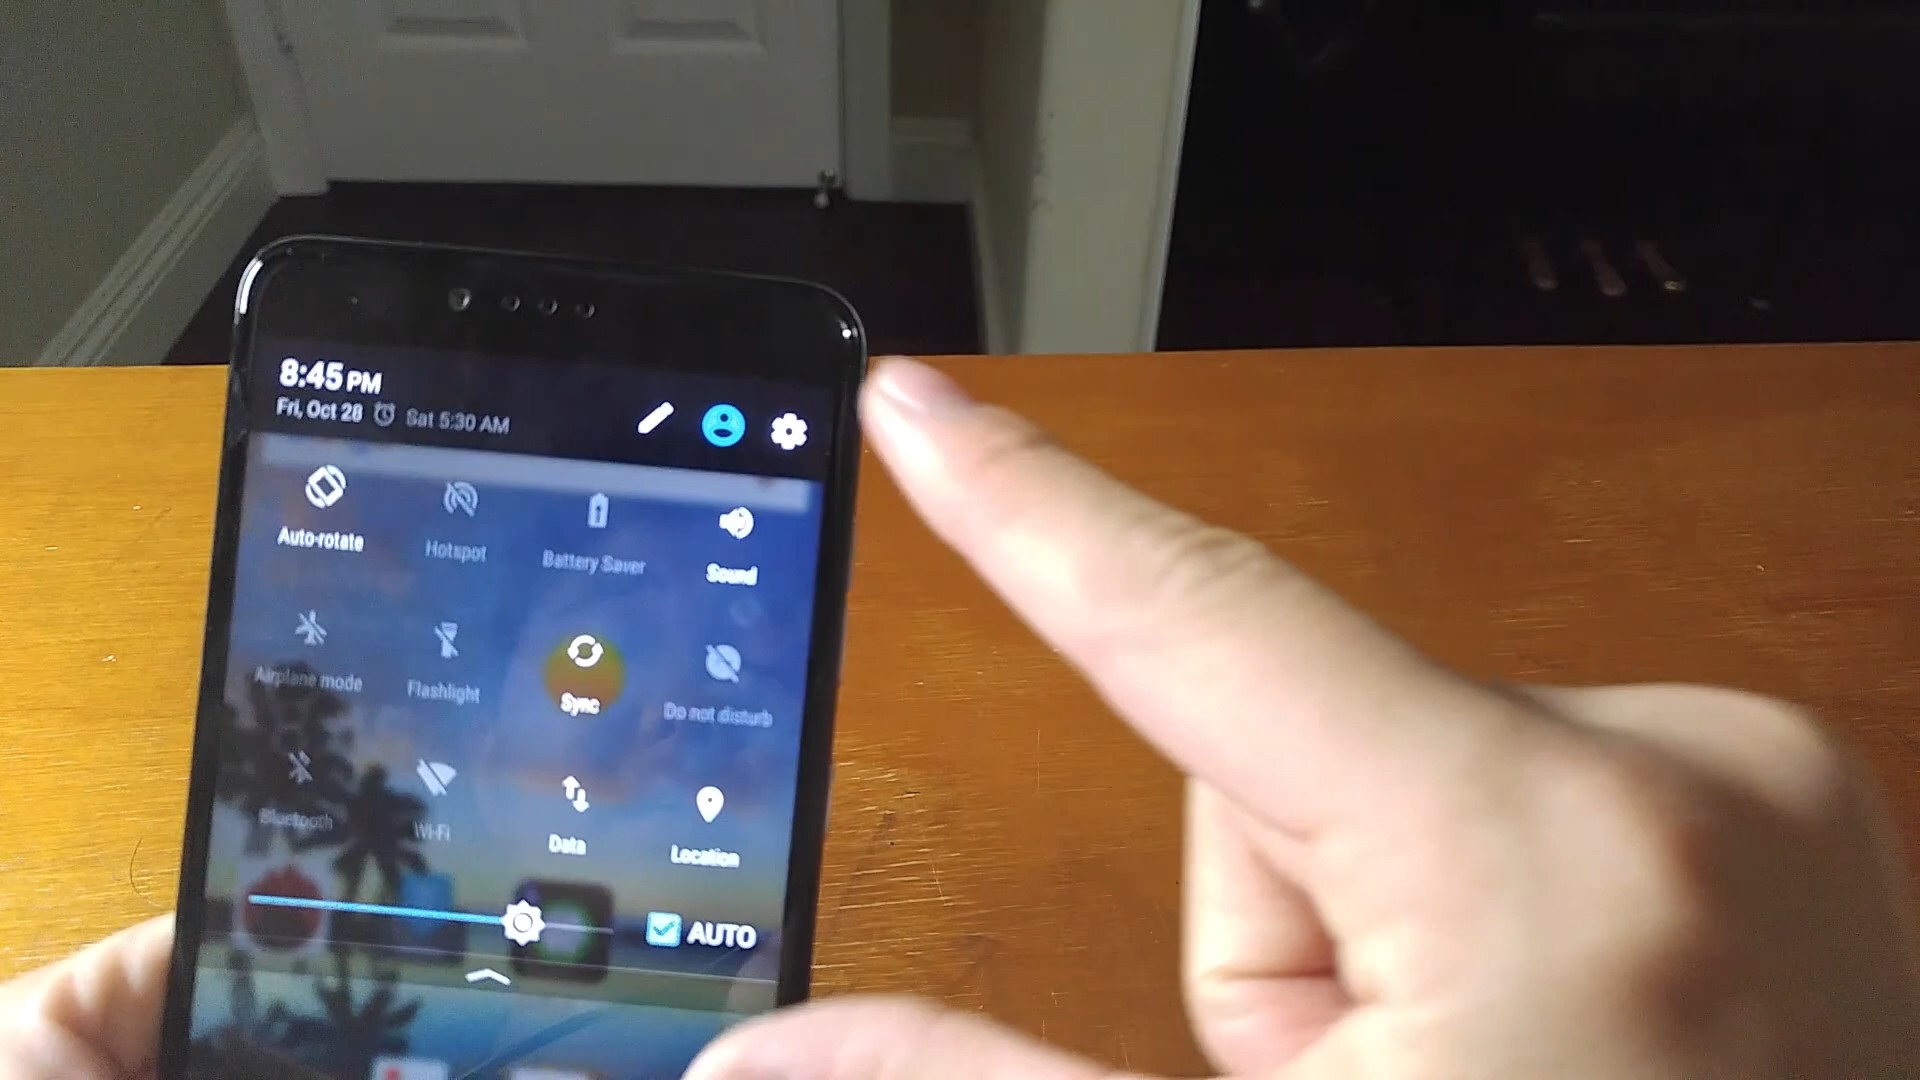 8:45 PM
Fri, Oct 28 Sat 5:30 AM
Auto-rotate Hotspot Battery Saver Sound
Airplane mode Flashlight Sync Do not disturb
Bluetooth Wi-Fi Data Location
AUTO